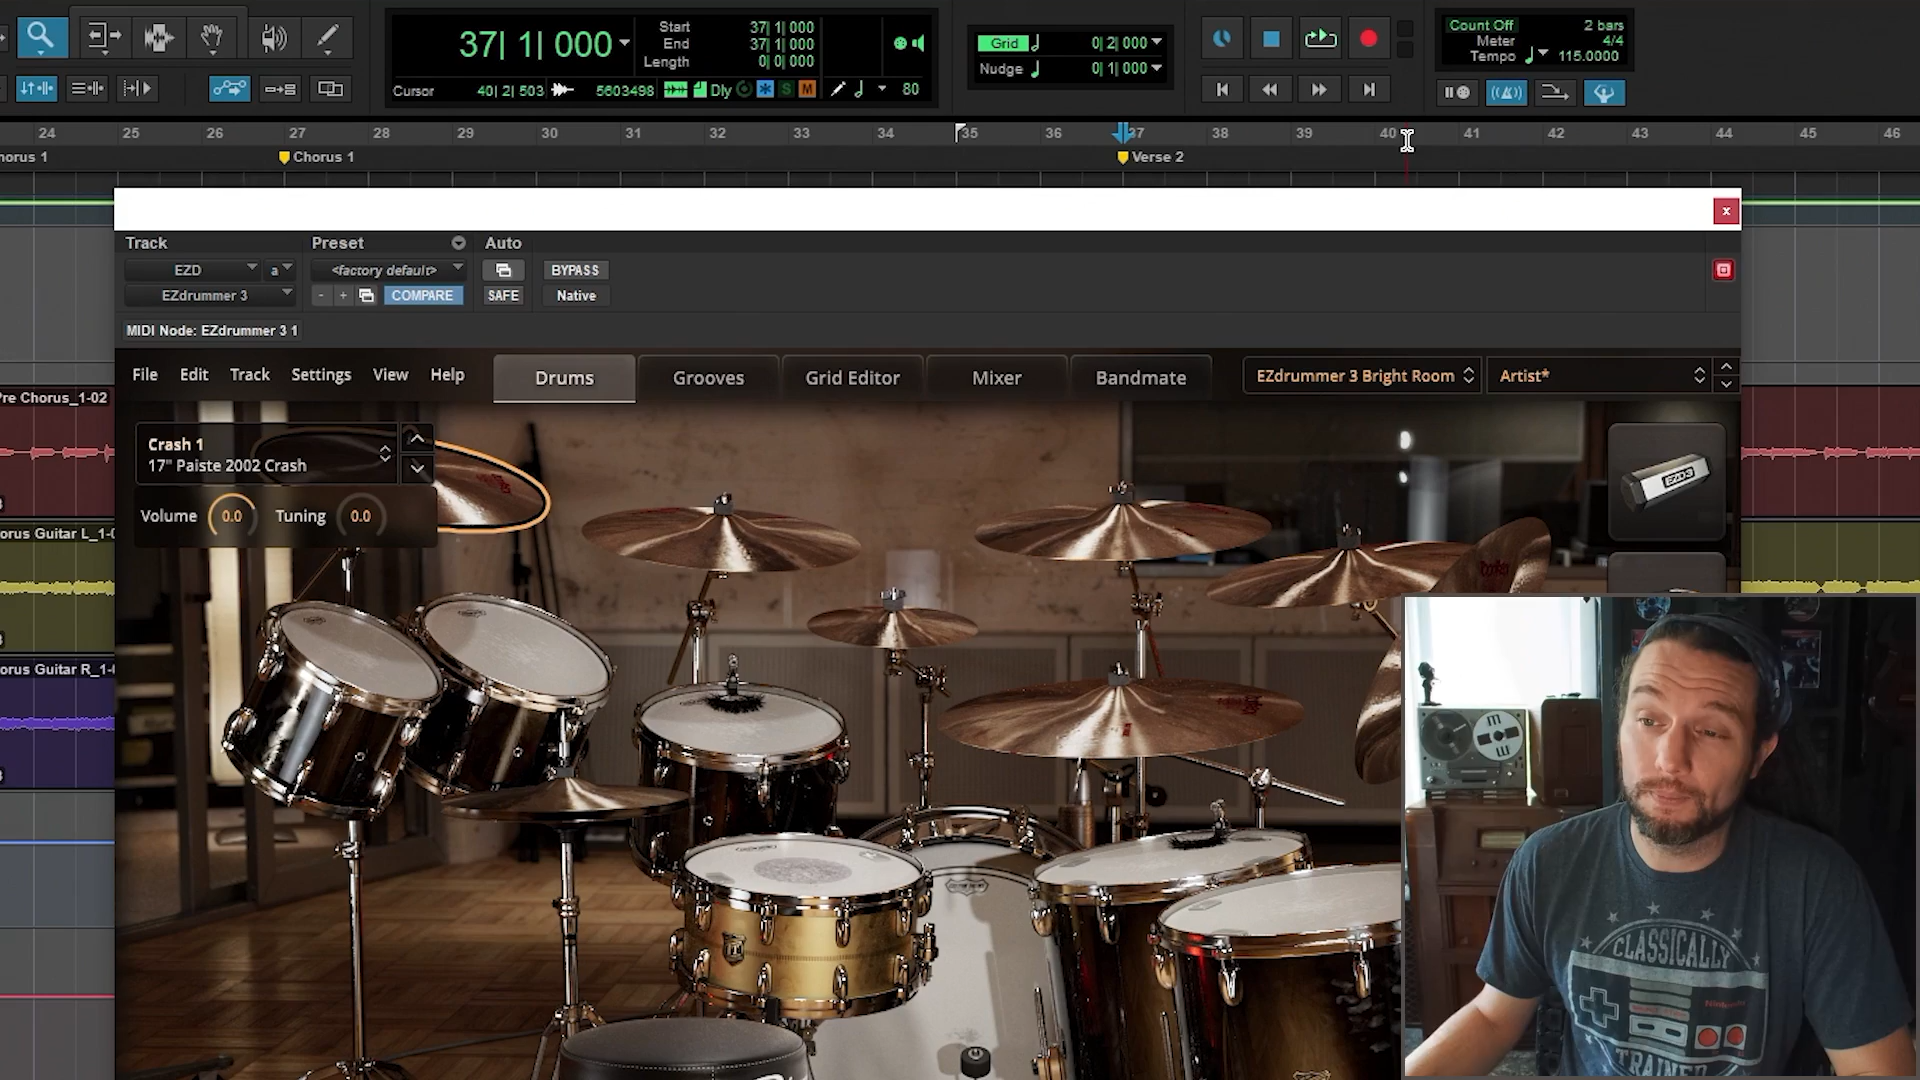 37| 1| 000
Start 37| 1| 000
End 37| 1| 000
Length 0| 0| 000
Cursor 40| 2| 503 5603498 Dly S M 80
Grid 0| 2| 000
Nudge 0| 1| 000
Count Off 2 bars
Meter 4/4
Tempo 115.0000
24 25 26 27 28 29 30 31 32 33 34 35 36 37 38 39 40 41 42 43 44 45 46
horus 1 Chorus 1 Verse 2
x
Track Preset Auto
EZD a <factory default> BYPASS
EZdrummer 3 - + COMPARE SAFE Native
MIDI Node: EZdrummer 3 1
File Edit Track Settings View Help Drums Grooves Grid Editor Mixer Bandmate EZdrummer 3 Bright Room Artist*
Pre Chorus_1-02
Crash 1
17" Paiste 2002 Crash
Volume 0.0 Tuning 0.0
EZD3
orus Guitar L_1-0
orus Guitar R_1-0
CLASSICALLY
Nintendo
TRAINED